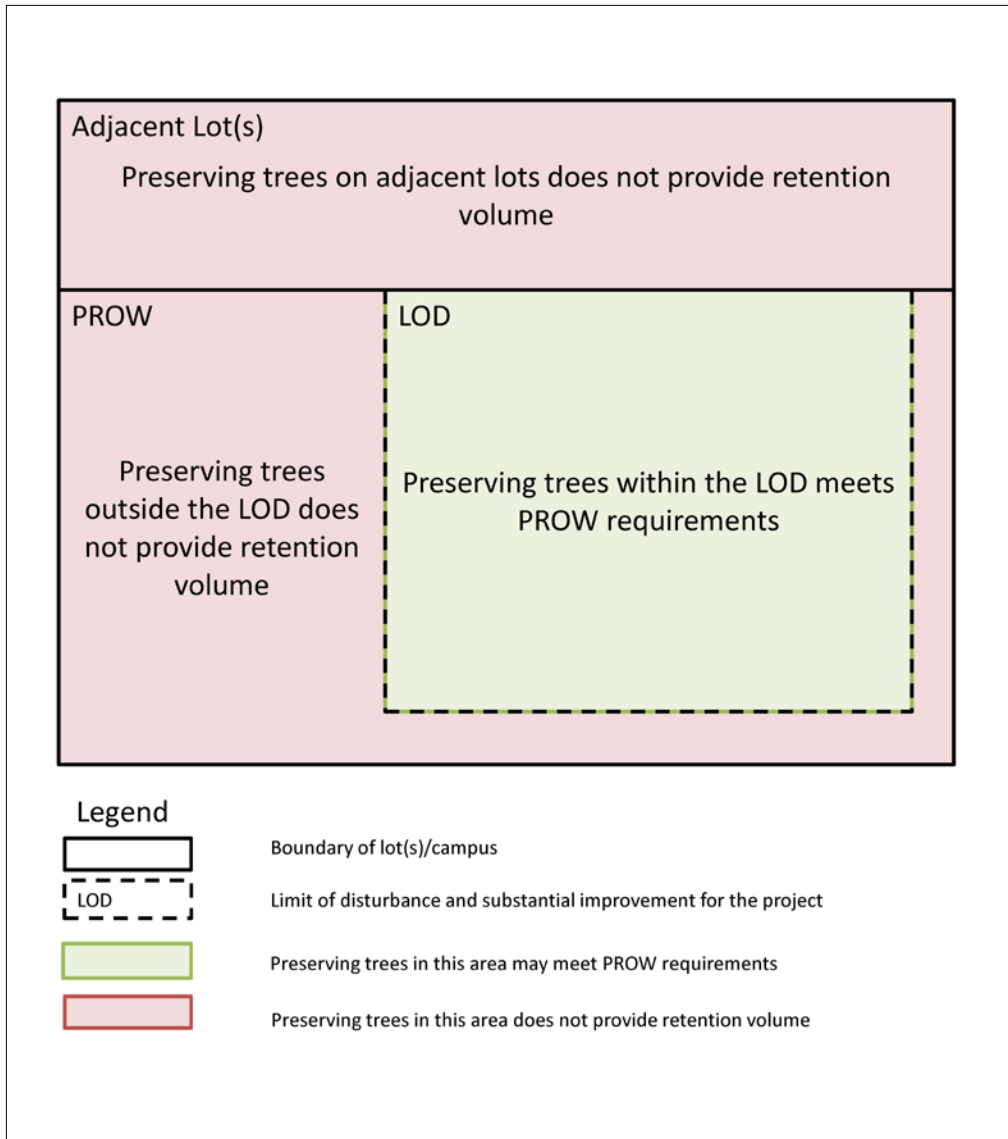 Adjacent Lot(s)
Preserving trees on adjacent lots does not provide retention
volume
PROW
LOD
Preserving trees
outside the LOD does
not provide retention
volume
Preserving trees within the LOD meets
PROW requirements
Legend
Boundary of lot(s)/campus
LOD
Limit of disturbance and substantial improvement for the project
Preserving trees in this area may meet PROW requirements
Preserving trees in this area does not provide retention volume